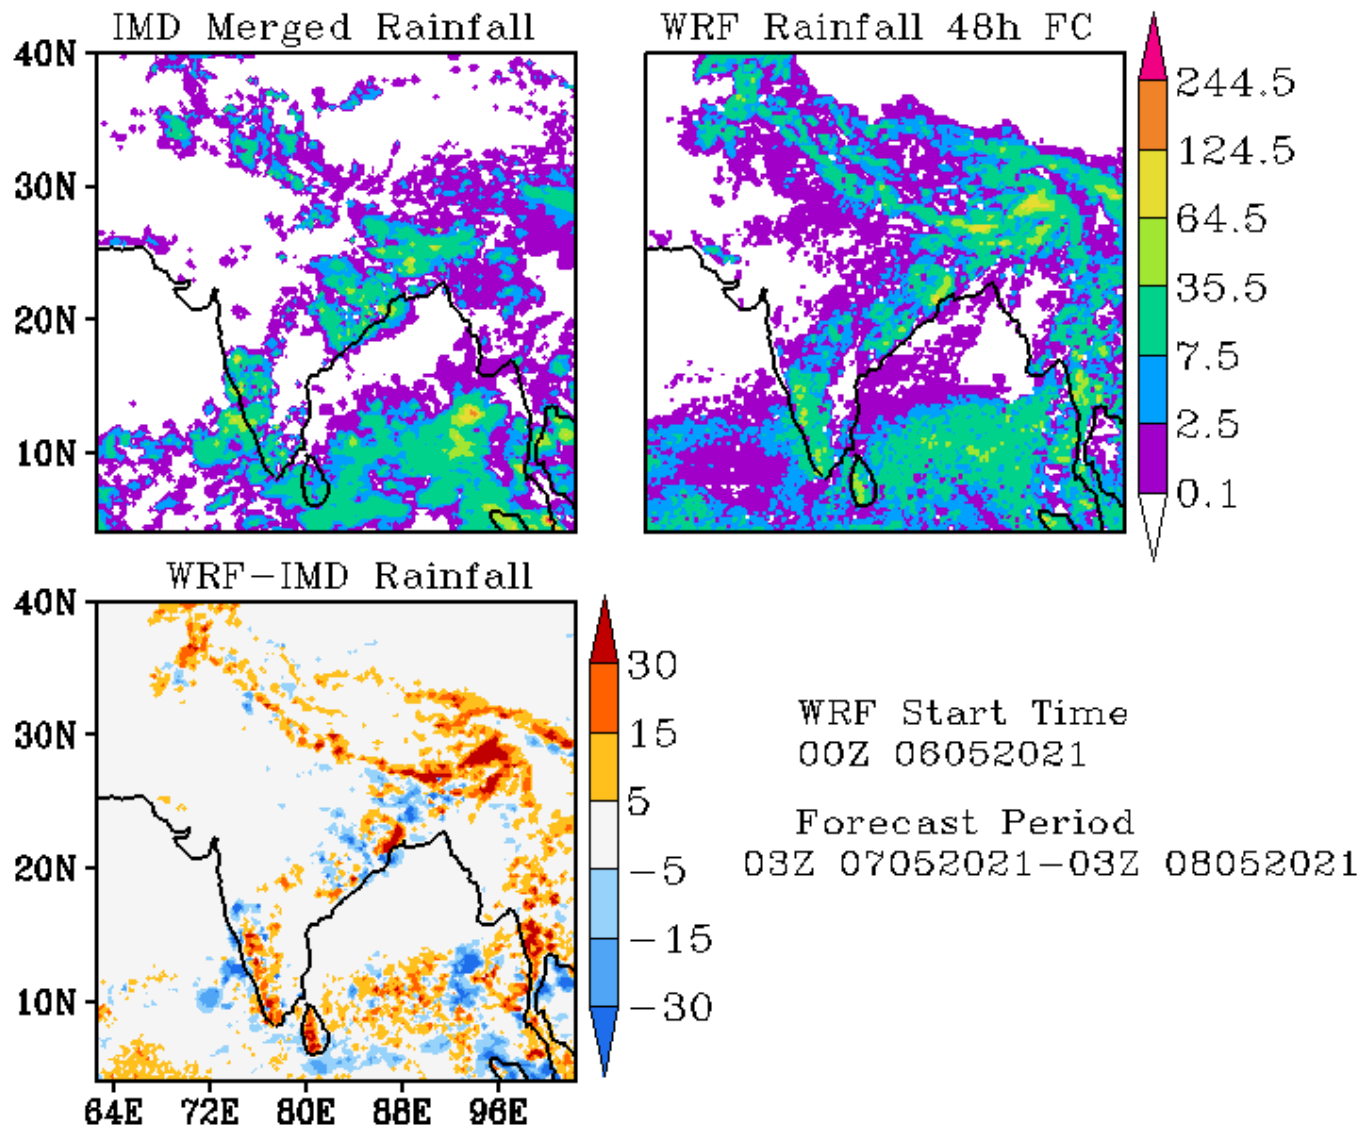 IMD Merged Rainfall
WRF Rainfall 48h FC
40N
30N
20N
10N
244.5
124.5
64.5
35.5
7.5
2.5
0.1
WRF-IMD Rainfall
40N
30N
20N
10N
64E 72E 80E 88E 96E
30
15
5
-5
-15
-30
WRF Start Time
00Z 06052021
Forecast Period
03Z 07052021-03Z 08052021